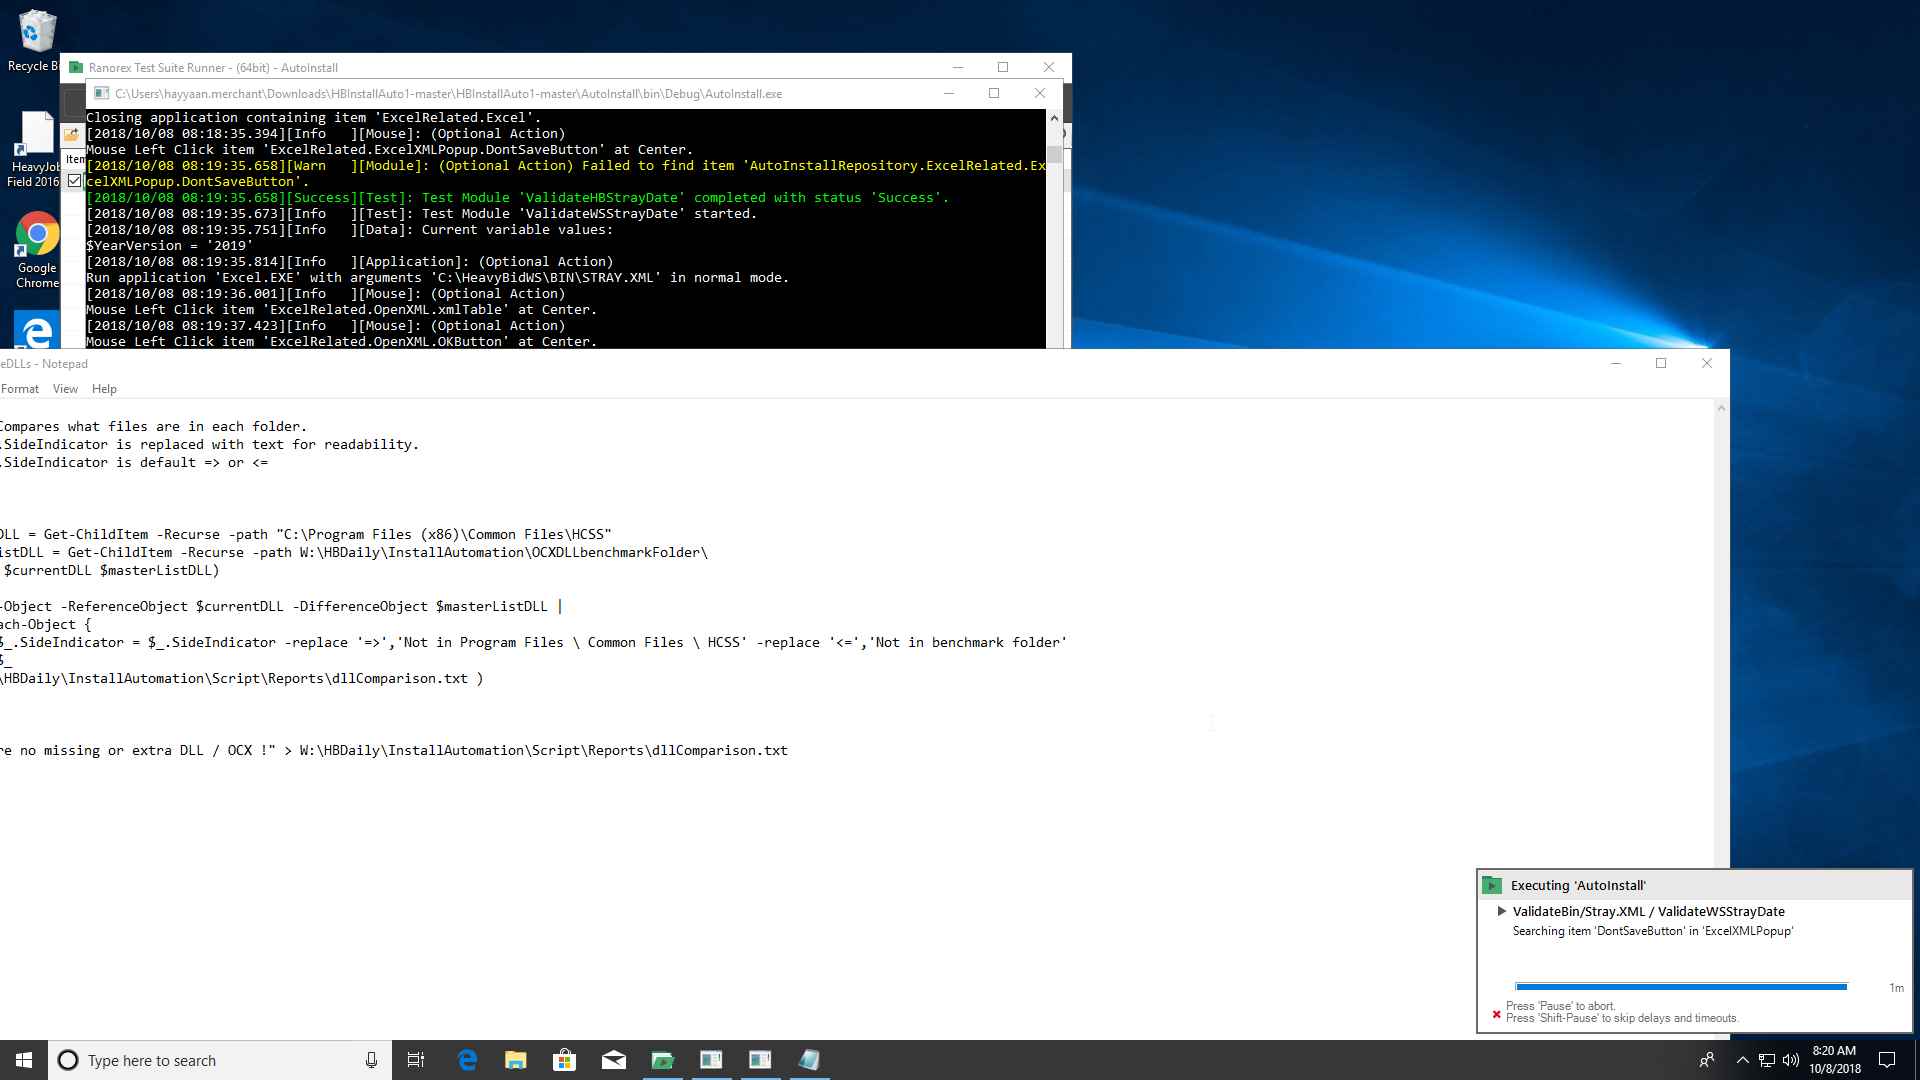 Recycle Bi
HeavyJob
Field 2016
Google
Chrome
Ranorex Test Suite Runner - (64bit) - AutoInstall
Item
C:\Users\hayyaan.merchant\Downloads\HBInstallAuto1-master\HBInstallAuto1-master\AutoInstall\bin\Debug\AutoInstall.exe
Closing application containing item 'ExcelRelated.Excel'.
[2018/10/08 08:18:35.394][Info   ][Mouse]: (Optional Action)
Mouse Left Click item 'ExcelRelated.ExcelXMLPopup.DontSaveButton' at Center.
[2018/10/08 08:19:35.658][Warn   ][Module]: (Optional Action) Failed to find item 'AutoInstallRepository.ExcelRelated.Ex
celXMLPopup.DontSaveButton'.
[2018/10/08 08:19:35.658][Success][Test]: Test Module 'ValidateHBStrayDate' completed with status 'Success'.
[2018/10/08 08:19:35.673][Info   ][Test]: Test Module 'ValidateWSStrayDate' started.
[2018/10/08 08:19:35.751][Info   ][Data]: Current variable values:
$YearVersion = '2019'
[2018/10/08 08:19:35.814][Info   ][Application]: (Optional Action)
Run application 'Excel.EXE' with arguments 'C:\HeavyBidWS\BIN\STRAY.XML' in normal mode.
[2018/10/08 08:19:36.001][Info   ][Mouse]: (Optional Action)
Mouse Left Click item 'ExcelRelated.OpenXML.xmlTable' at Center.
[2018/10/08 08:19:37.423][Info   ][Mouse]: (Optional Action)
Mouse Left Click item 'ExcelRelated.OpenXML.OKButton' at Center.
eDLLs - Notepad
Format View Help
Compares what files are in each folder.
.SideIndicator is replaced with text for readability.
.SideIndicator is default => or <=
DLL = Get-ChildItem -Recurse -path "C:\Program Files (x86)\Common Files\HCSS"
istDLL = Get-ChildItem -Recurse -path W:\HBDaily\InstallAutomation\OCXDLLbenchmarkFolder\
$currentDLL $masterListDLL)
-Object -ReferenceObject $currentDLL -DifferenceObject $masterListDLL |
ach-Object {
$_.SideIndicator = $_.SideIndicator -replace '=>','Not in Program Files \ Common Files \ HCSS' -replace '<=','Not in benchmark folder'
$_
\HBDaily\InstallAutomation\Script\Reports\dllComparison.txt )
re no missing or extra DLL / OCX !" > W:\HBDaily\InstallAutomation\Script\Reports\dllComparison.txt
Executing 'AutoInstall'
ValidateBin/Stray.XML / ValidateWSStrayDate
Searching item 'DontSaveButton' in 'ExcelXMLPopup'
1m
Press 'Pause' to abort.
Press 'Shift-Pause' to skip delays and timeouts.
Type here to search
8:20 AM
10/8/2018